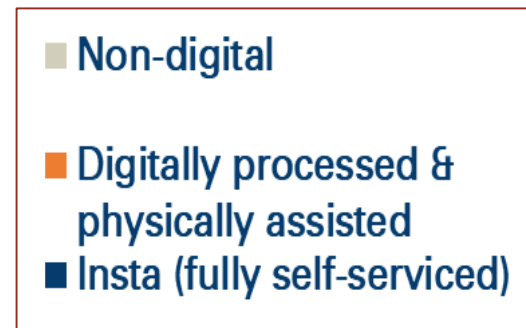 Non-digital
Digitally processed &
physically assisted
Insta (fully self-serviced)